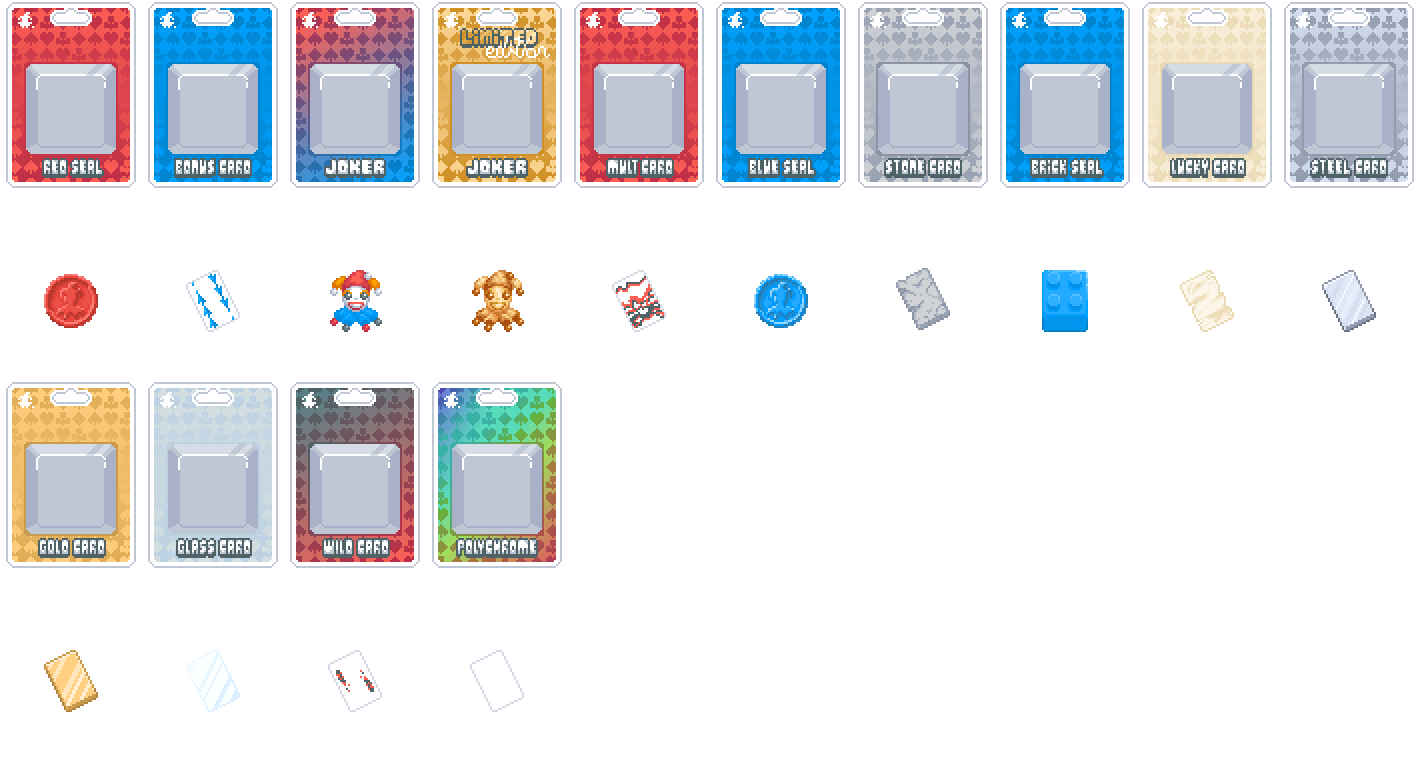 Limited
Edition
RED SEAL
BONUS CARD
JOKER
JOKER
MULT CARD
BLUE SEAL
STONE CARD
BRICK SEAL
LUCKY CARD
STEEL CARD
GOLD CARD
GLASS CARD
WILD CARD
POLYCHROME